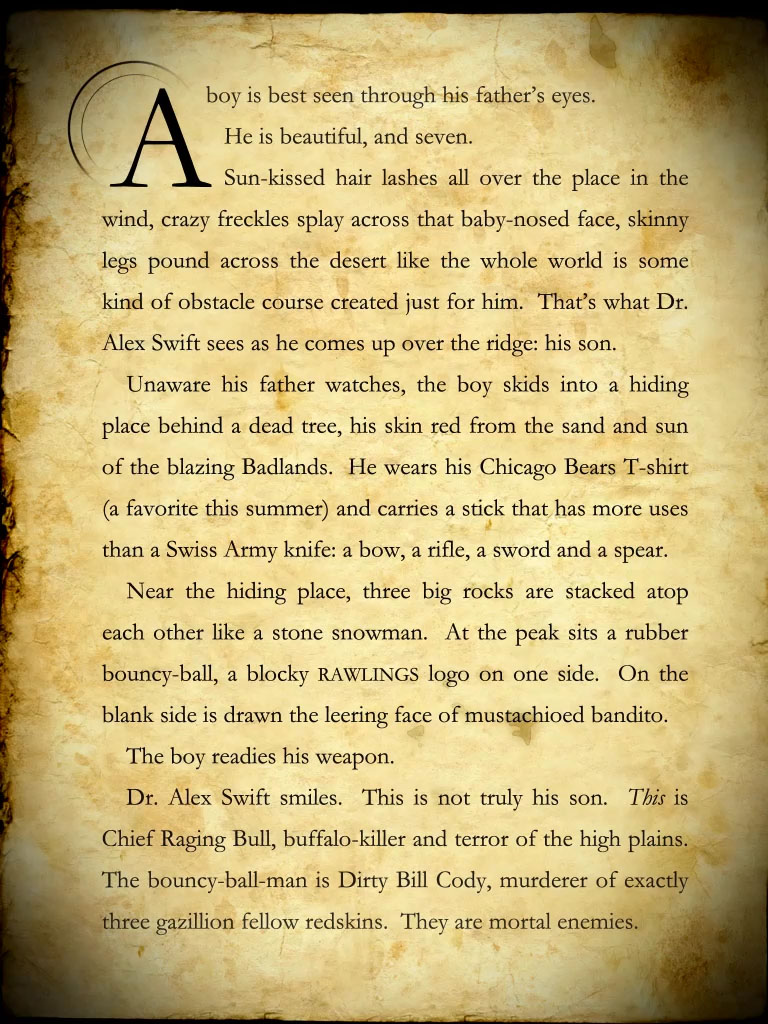 A boy is best seen through his father's eyes.
He is beautiful, and seven.
Sun-kissed hair lashes all over the place in the
wind, crazy freckles splay across that baby-nosed face, skinny
legs pound across the desert like the whole world is some
kind of obstacle course created just for him.  That's what Dr.
Alex Swift sees as he comes up over the ridge: his son.
Unaware his father watches, the boy skids into a hiding
place behind a dead tree, his skin red from the sand and sun
of the blazing Badlands.  He wears his Chicago Bears T-shirt
(a favorite this summer) and carries a stick that has more uses
than a Swiss Army knife: a bow, a rifle, a sword and a spear.
Near the hiding place, three big rocks are stacked atop
each other like a stone snowman.  At the peak sits a rubber
bouncy-ball, a blocky RAWLINGS logo on one side.  On the
blank side is drawn the leering face of mustachioed bandito.
The boy readies his weapon.
Dr. Alex Swift smiles.  This is not truly his son.  This is
Chief Raging Bull, buffalo-killer and terror of the high plains.
The bouncy-ball-man is Dirty Bill Cody, murderer of exactly
three gazillion fellow redskins.  They are mortal enemies.